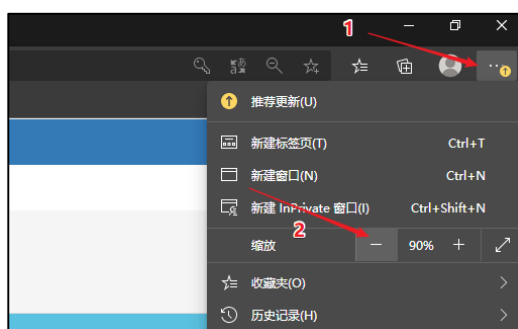 1
推荐更新(U)
新建标签页(T) Ctrl+T
新建窗口(N) Ctrl+N
新建 InPrivate 窗口(I) Ctrl+Shift+N
2
缩放 — 90% +
收藏夹(O)
历史记录(H)